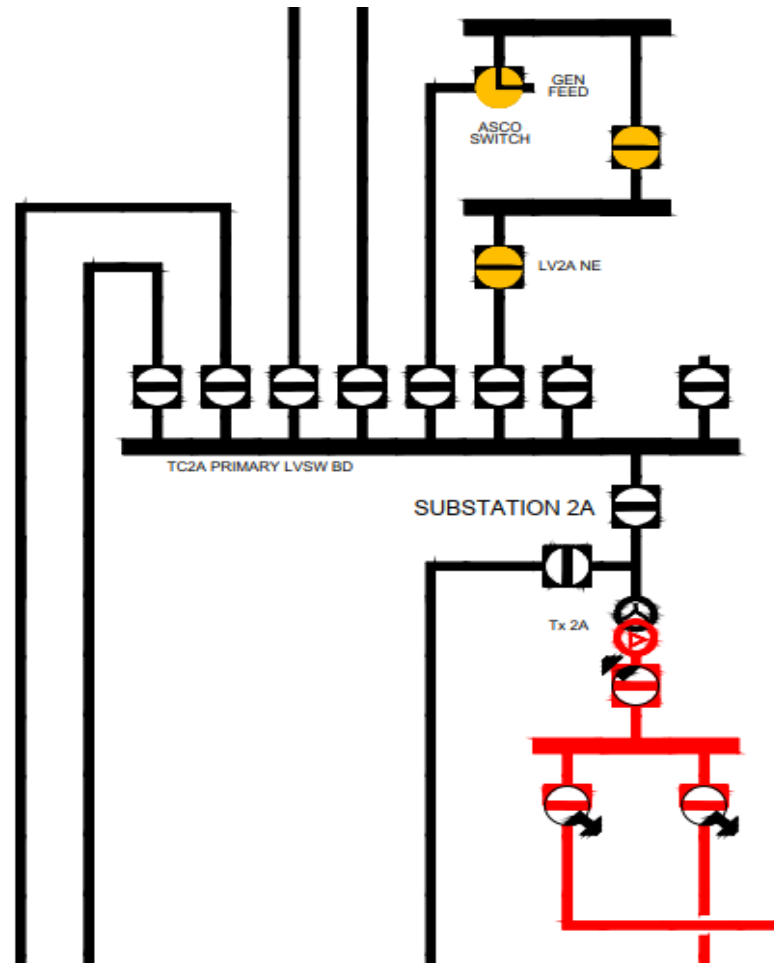 GEN
FEED
ASCO
SWITCH
LV2A NE
TC2A PRIMARY LVSW BD
SUBSTATION 2A
Tx 2A